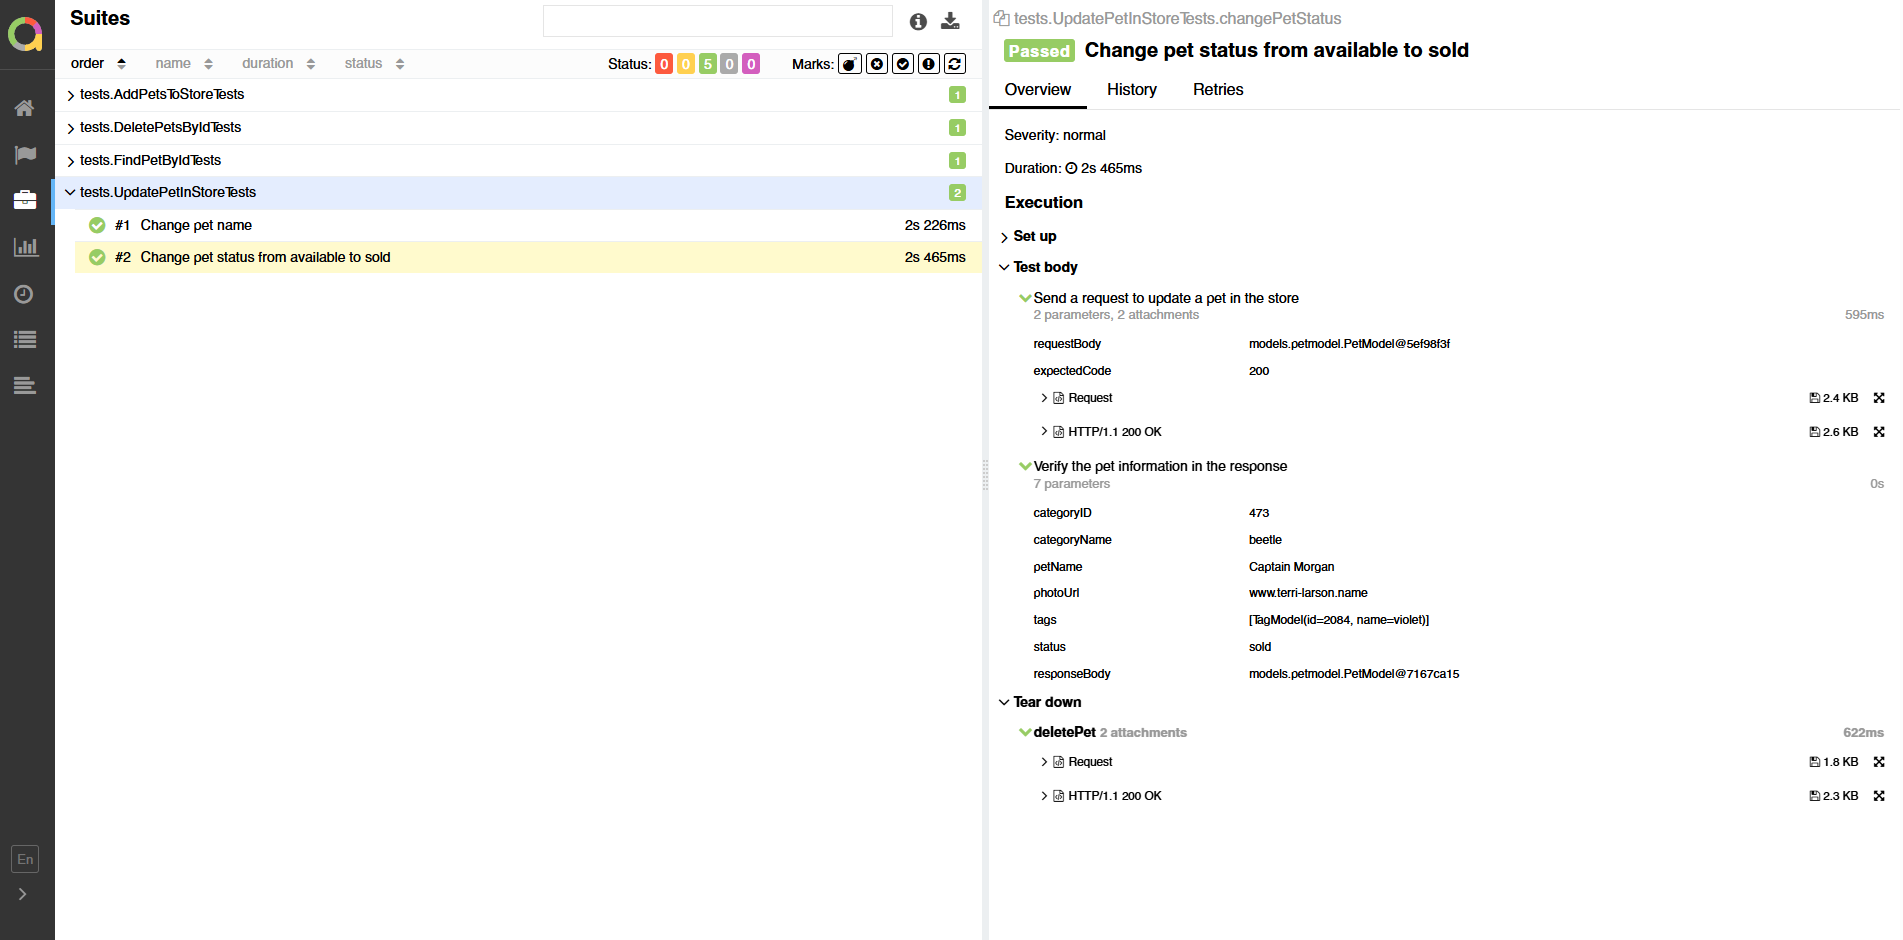 Suites
order name duration status Status: 0 0 5 0 0 Marks:
tests.AddPetsToStoreTests 1
tests.DeletePetsByIdTests 1
tests.FindPetByIdTests 1
tests.UpdatePetInStoreTests 2
#1 Change pet name 2s 226ms
#2 Change pet status from available to sold 2s 465ms
En
tests.UpdatePetInStoreTests.changePetStatus
Passed Change pet status from available to sold
Overview History Retries
Severity: normal
Duration: 2s 465ms
Execution
Set up
Test body
Send a request to update a pet in the store
2 parameters, 2 attachments 595ms
requestBody models.petmodel.PetModel@5ef98f3f
expectedCode 200
Request 2.4 KB
HTTP/1.1 200 OK 2.6 KB
Verify the pet information in the response
7 parameters 0s
categoryID 473
categoryName beetle
petName Captain Morgan
photoUrl www.terri-larson.name
tags [TagModel(id=2084, name=violet)]
status sold
responseBody models.petmodel.PetModel@7167ca15
Tear down
deletePet 2 attachments 622ms
Request 1.8 KB
HTTP/1.1 200 OK 2.3 KB